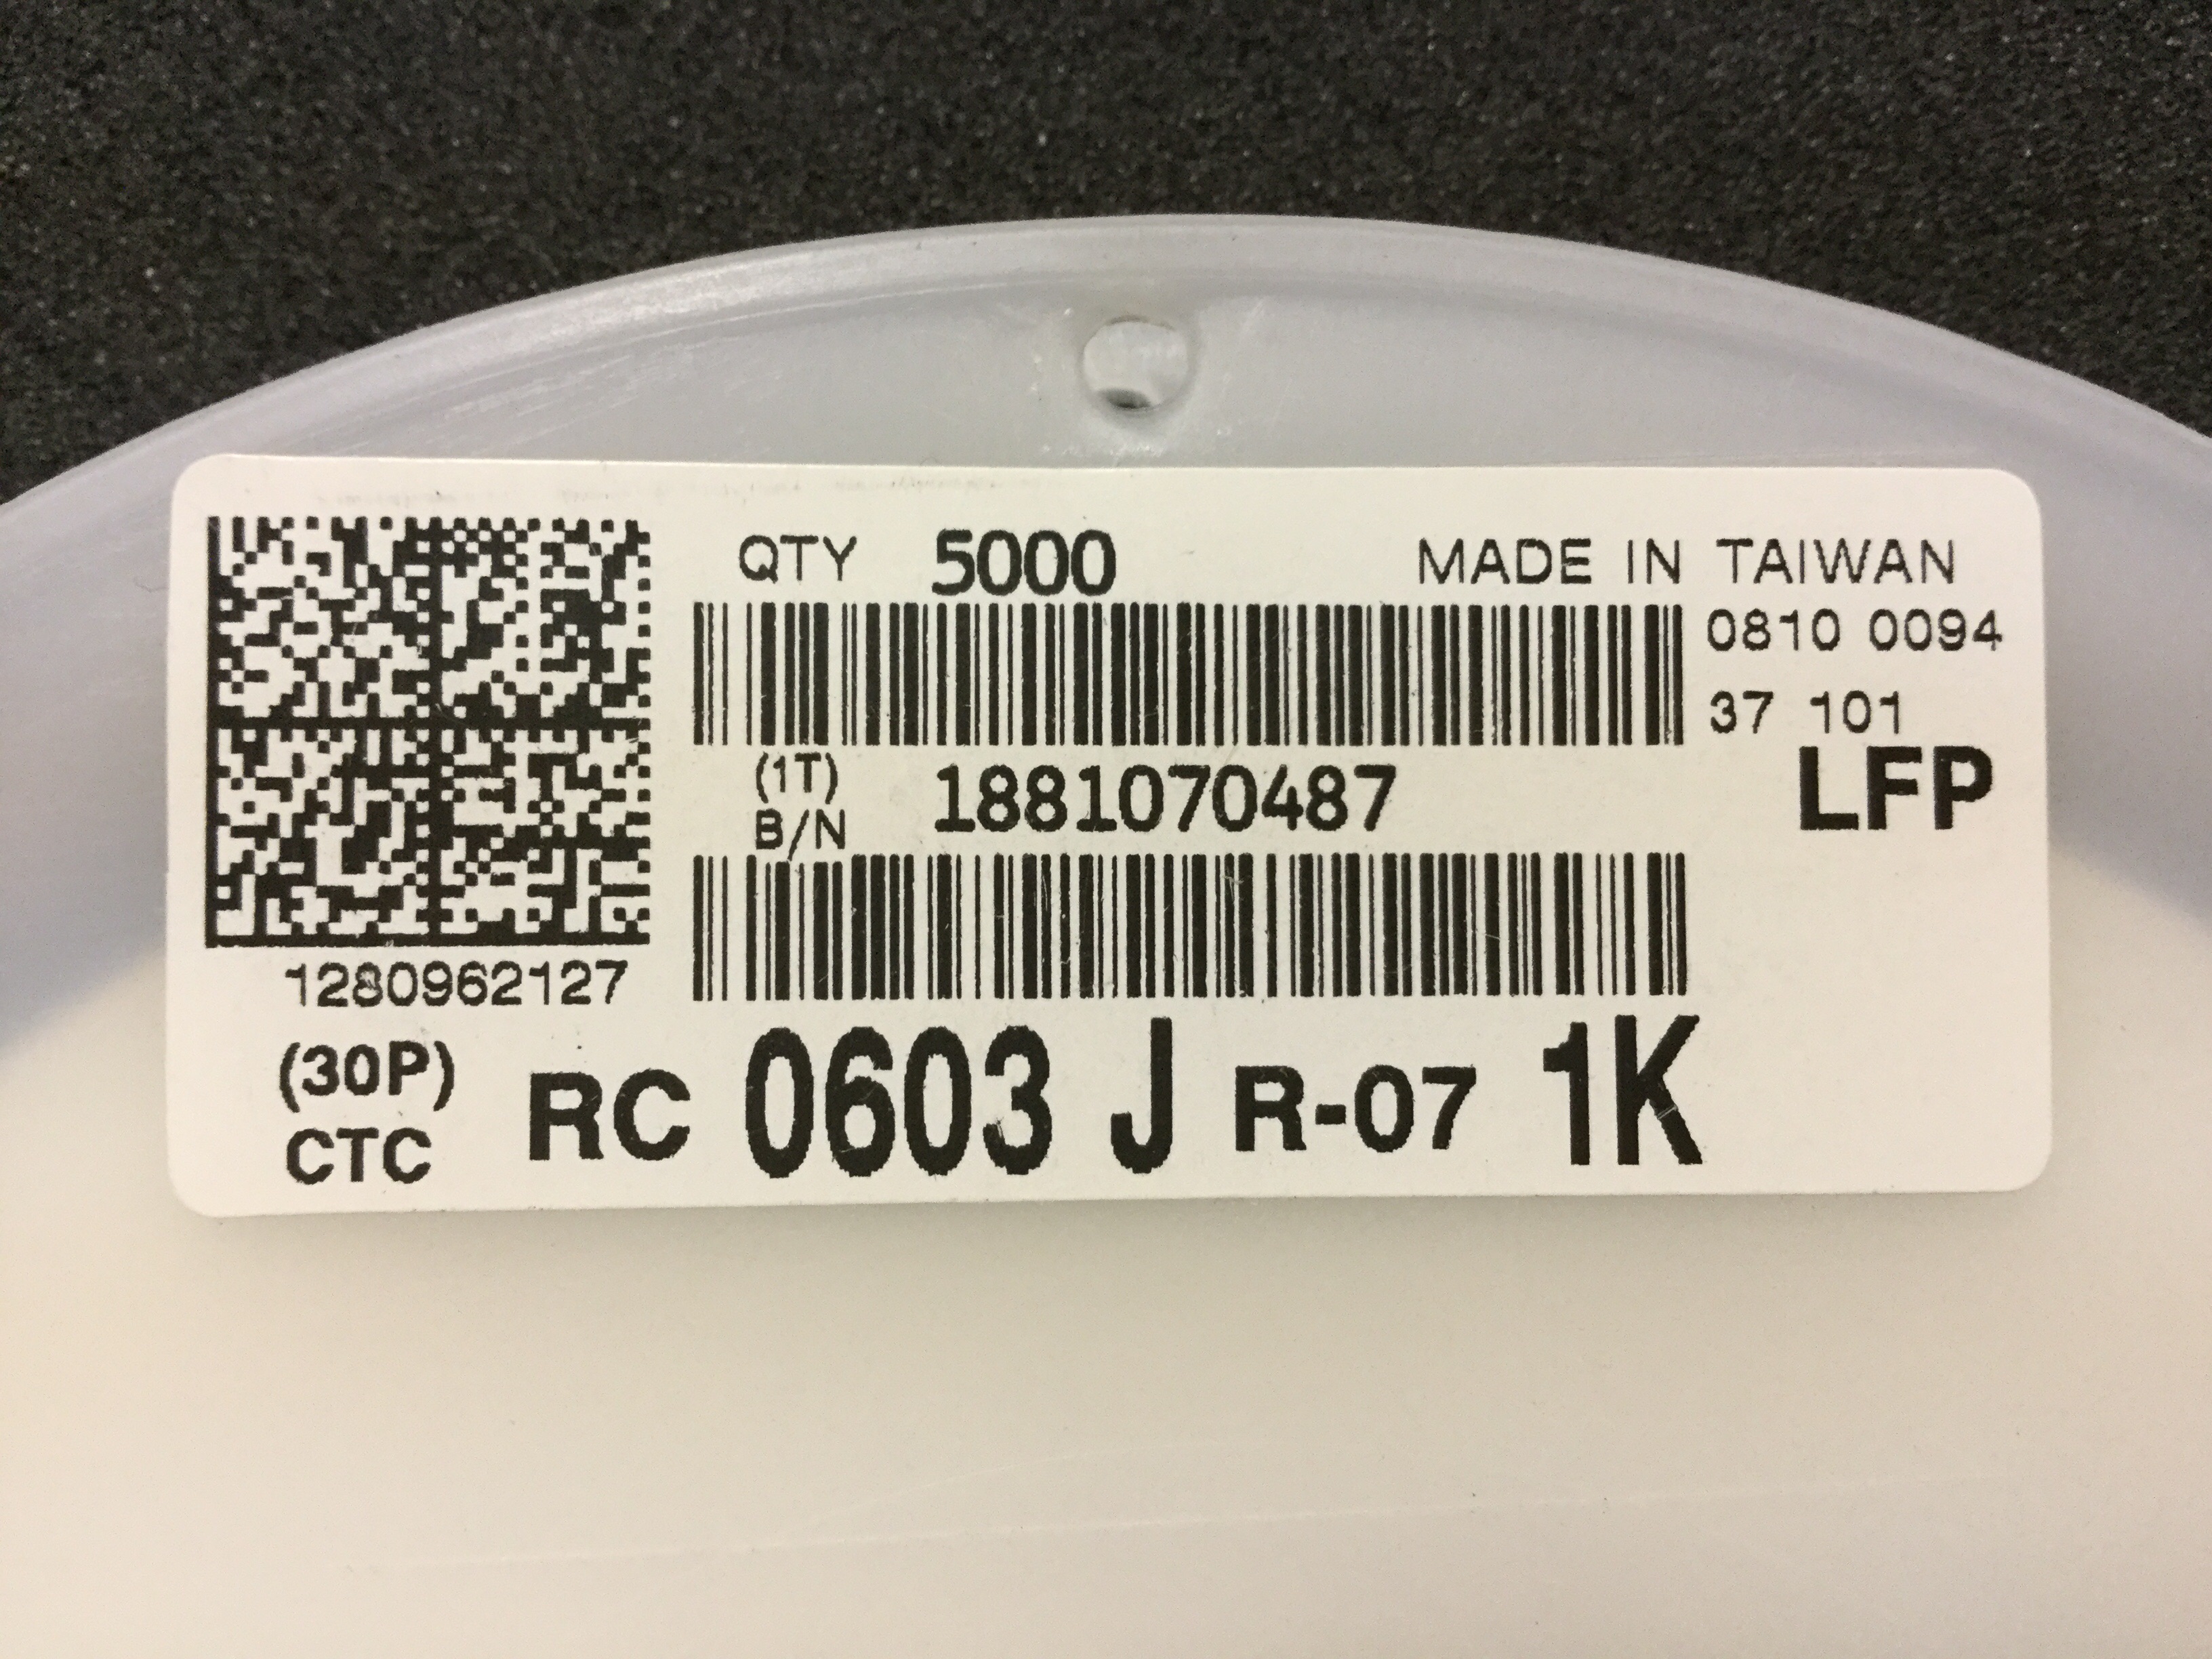 QTY 5000 MADE IN TAIWAN
0810 0094
37 101
(1T) 1881070487 LFP
B/N
1280962127
(30P)
CTC RC 0603 J R-07 1K